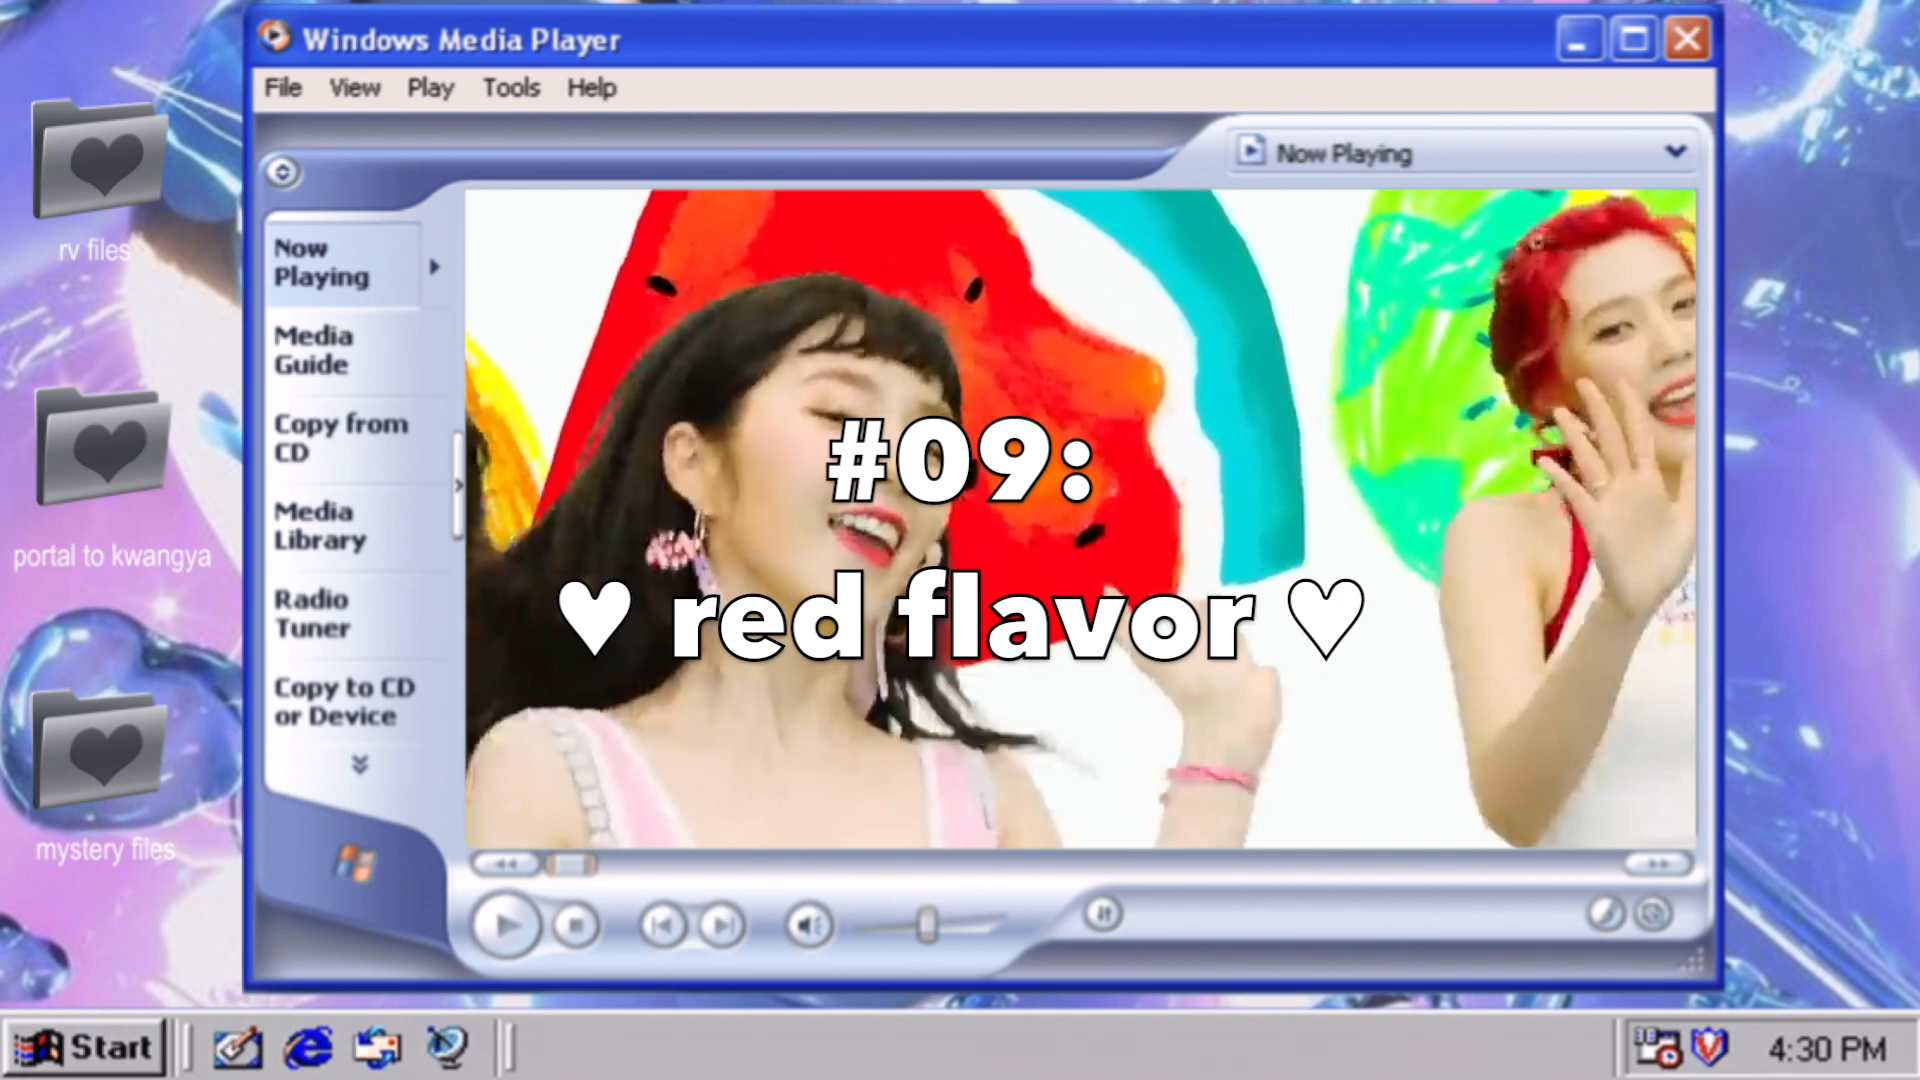 Windows Media Player
File View Play Tools Help
Now Playing
Now
Playing
Media
Guide
Copy from
CD
Media
Library
Radio
Tuner
Copy to CD
or Device
#09:
♥ red flavor ♥
rv files
portal to kwangya
mystery files
Start
4:30 PM